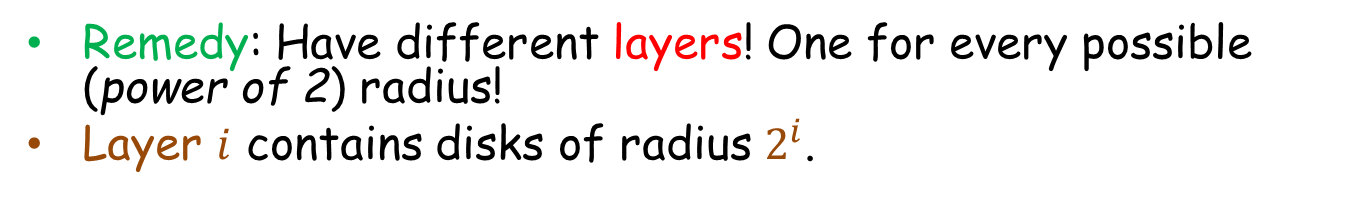 • Remedy: Have different layers! One for every possible
(power of 2) radius!
• Layer i contains disks of radius 2^i.